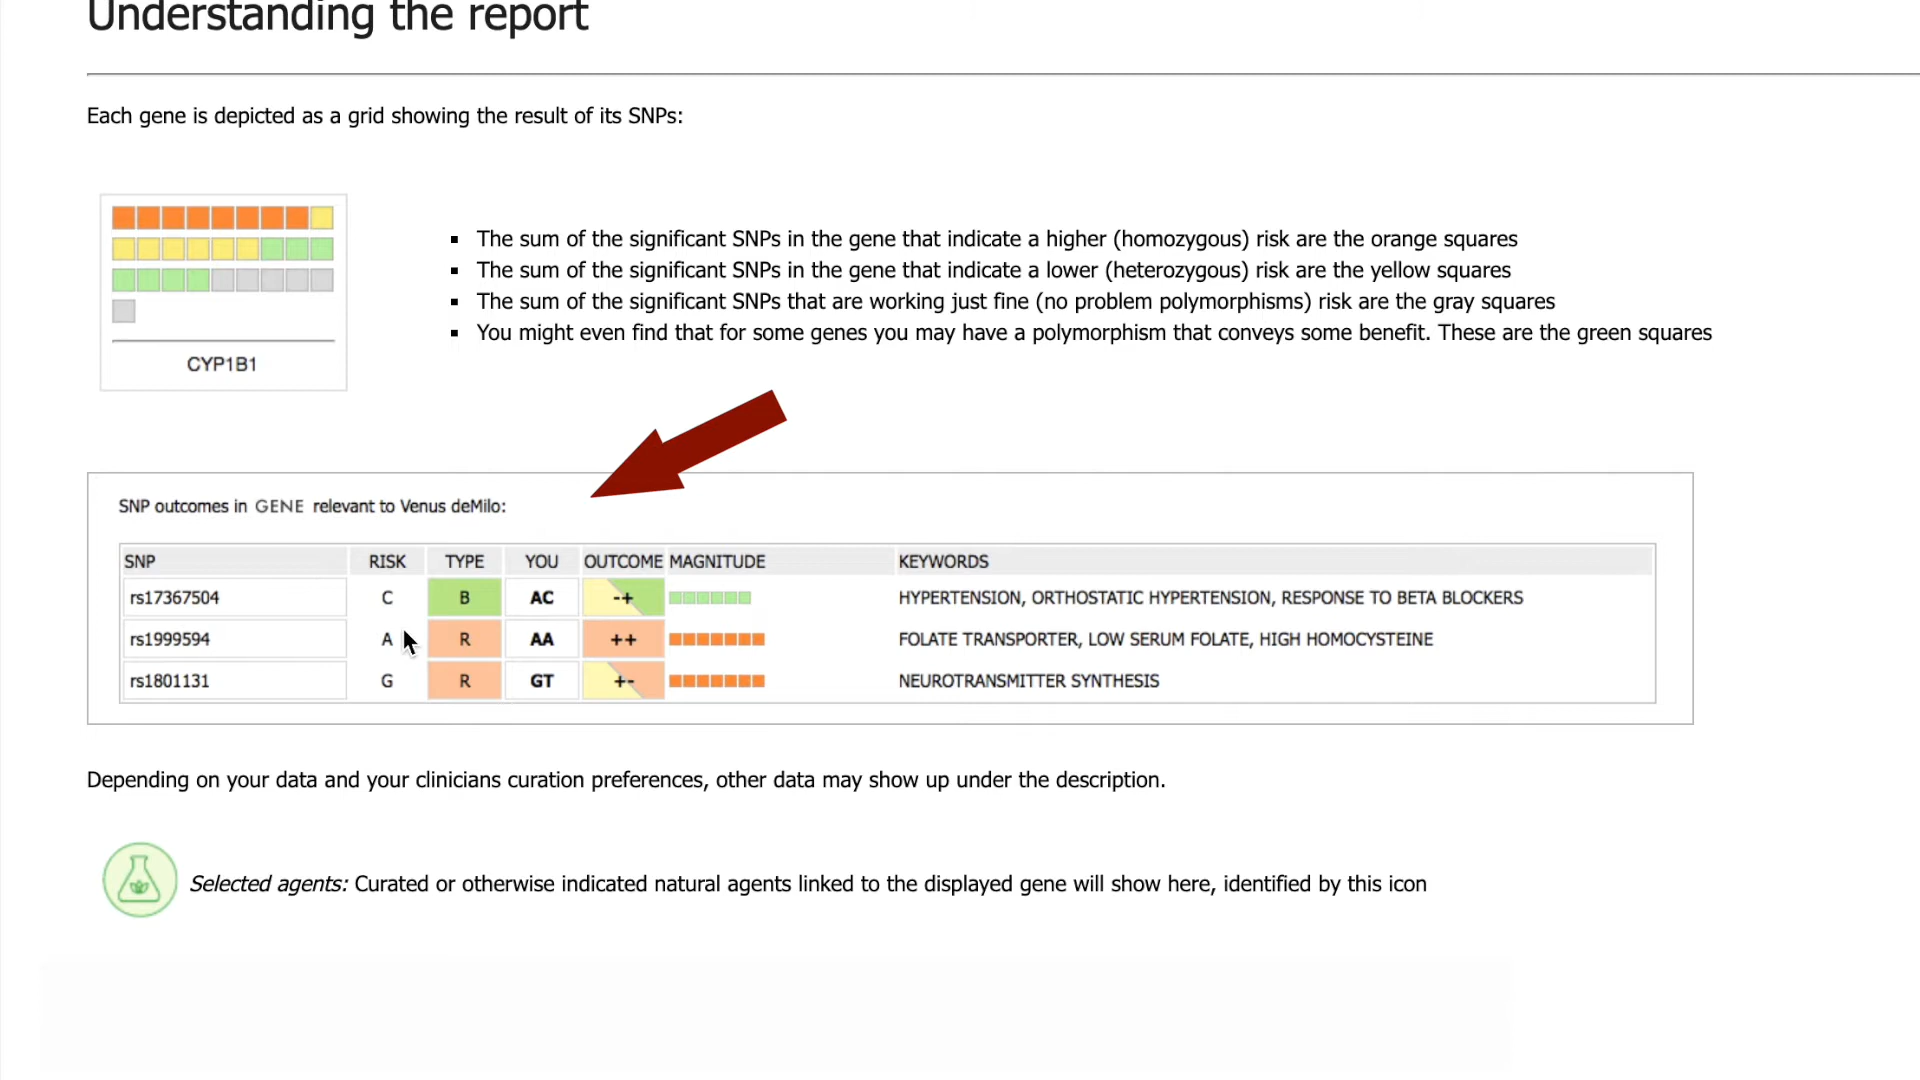 Understanding the report
Each gene is depicted as a grid showing the result of its SNPs:
The sum of the significant SNPs in the gene that indicate a higher (homozygous) risk are the orange squares
The sum of the significant SNPs in the gene that indicate a lower (heterozygous) risk are the yellow squares
The sum of the significant SNPs that are working just fine (no problem polymorphisms) risk are the gray squares
You might even find that for some genes you may have a polymorphism that conveys some benefit. These are the green squares
CYP1B1
SNP outcomes in GENE relevant to Venus deMilo:
SNP RISK TYPE YOU OUTCOME MAGNITUDE KEYWORDS
rs17367504 C B AC -+ HYPERTENSION, ORTHOSTATIC HYPERTENSION, RESPONSE TO BETA BLOCKERS
rs1999594 A R AA ++ FOLATE TRANSPORTER, LOW SERUM FOLATE, HIGH HOMOCYSTEINE
rs1801131 G R GT +- NEUROTRANSMITTER SYNTHESIS
Depending on your data and your clinicians curation preferences, other data may show up under the description.
Selected agents: Curated or otherwise indicated natural agents linked to the displayed gene will show here, identified by this icon